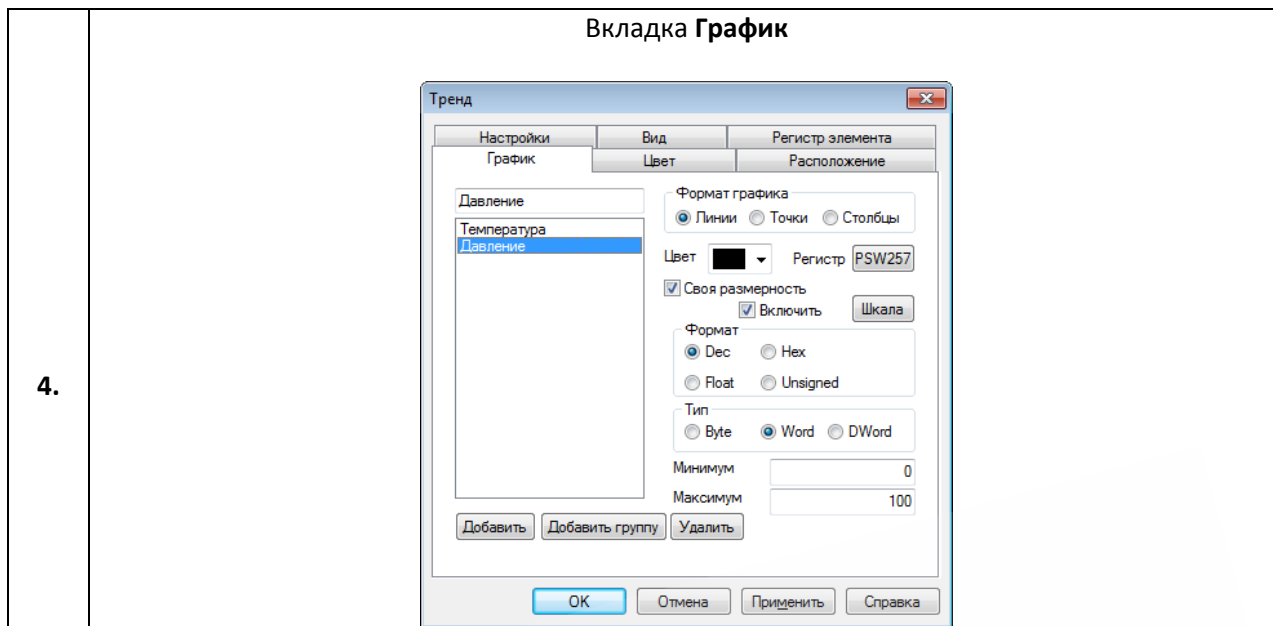 Вкладка График
4.
Тренд
Настройки Вид Регистр элемента
График Цвет Расположение
Давление
Температура
Давление
Формат графика
Линии Точки Столбцы
Цвет Регистр PSW257
Своя размерность
Включить Шкала
Формат
Dec Hex
Float Unsigned
Тип
Byte Word DWord
Минимум 0
Максимум 100
Добавить Добавить группу Удалить
OK Отмена Применить Справка